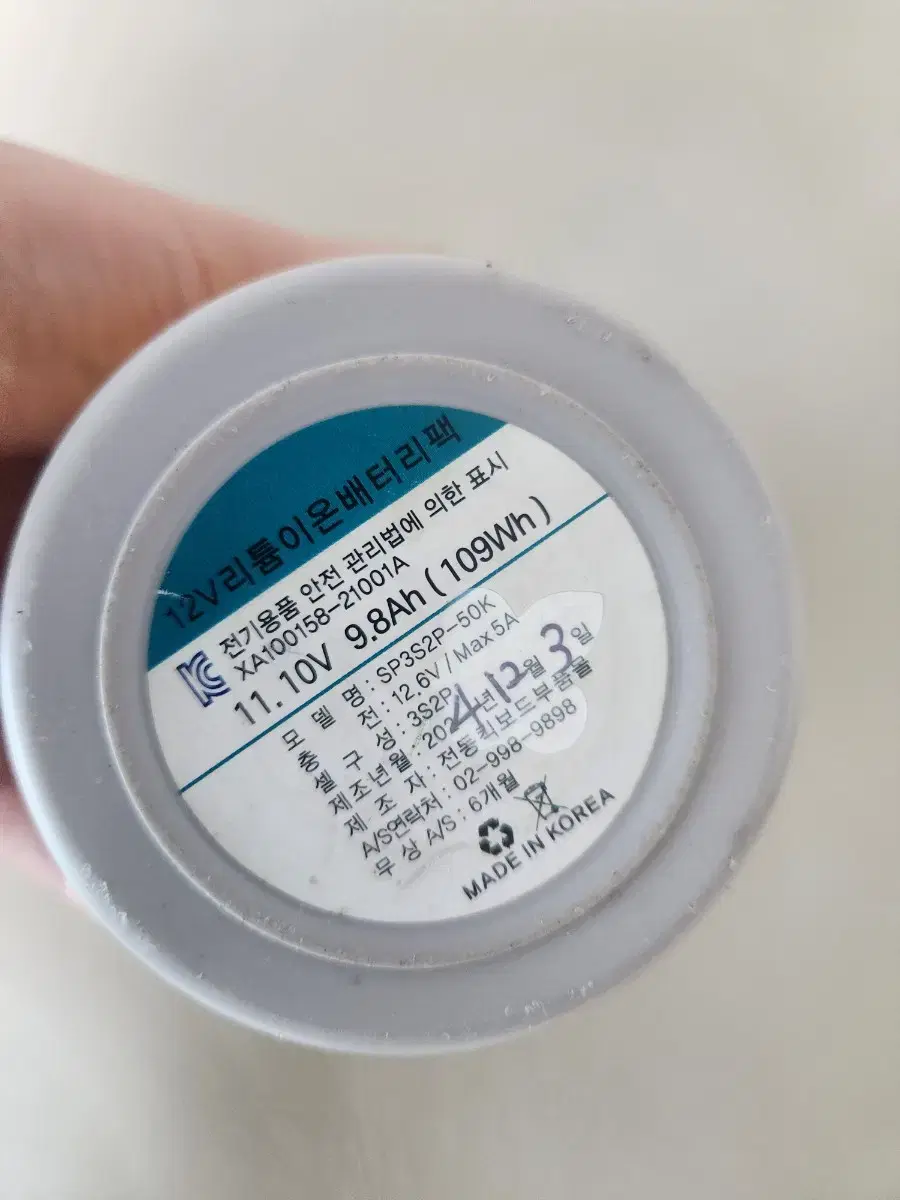 12V리튬이온배터리팩
전기용품 안전 관리법에 의한 표시
XA100158-21001A
11.10V 9.8Ah ( 109Wh )
모 델 명 : SP3S2P-50K
충 전 : 12.6V / Max 5A
셀 구 성 : 3S2P
제조년월 : 2024년 12월 3일
제 조 자 : 전동퀵보드부품몰
A/S연락처 : 02-998-9898
무 상 A/S : 6개월
MADE IN KOREA